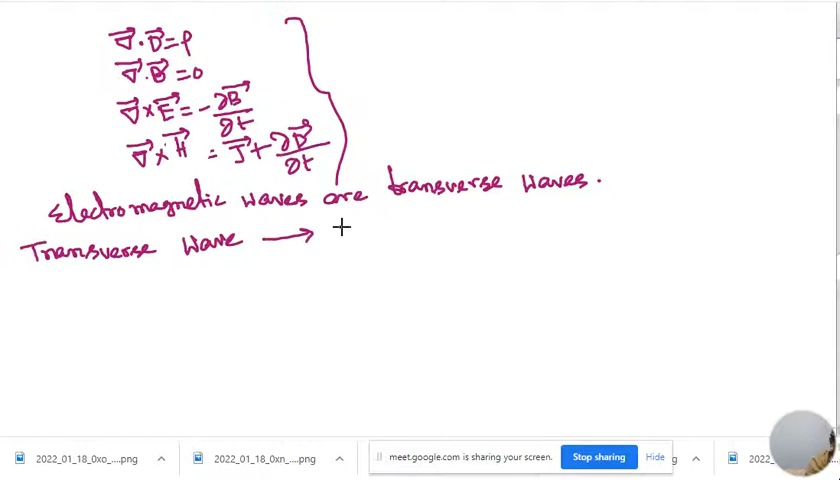 ∇⃗·D⃗=ρ
∇⃗·B⃗=0
∇⃗×E⃗=-∂B⃗/∂t
∇⃗×H⃗=J⃗+∂D⃗/∂t
Electromagnetic waves are transverse waves.
Transverse wave →
2022_01_18_0xo_....png
2022_01_18_0xn_....png
meet.google.com is sharing your screen.
Stop sharing
Hide
g
2022_01_18_0x